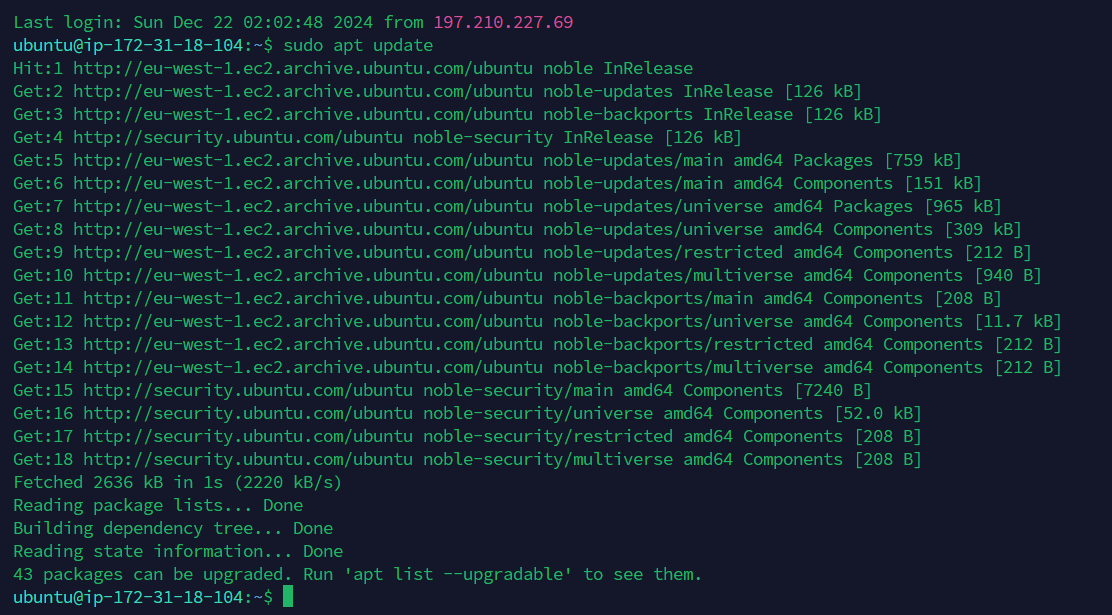 Last login: Sun Dec 22 02:02:48 2024 from 197.210.227.69
ubuntu@ip-172-31-18-104:~$ sudo apt update
Hit:1 http://eu-west-1.ec2.archive.ubuntu.com/ubuntu noble InRelease
Get:2 http://eu-west-1.ec2.archive.ubuntu.com/ubuntu noble-updates InRelease [126 kB]
Get:3 http://eu-west-1.ec2.archive.ubuntu.com/ubuntu noble-backports InRelease [126 kB]
Get:4 http://security.ubuntu.com/ubuntu noble-security InRelease [126 kB]
Get:5 http://eu-west-1.ec2.archive.ubuntu.com/ubuntu noble-updates/main amd64 Packages [759 kB]
Get:6 http://eu-west-1.ec2.archive.ubuntu.com/ubuntu noble-updates/main amd64 Components [151 kB]
Get:7 http://eu-west-1.ec2.archive.ubuntu.com/ubuntu noble-updates/universe amd64 Packages [965 kB]
Get:8 http://eu-west-1.ec2.archive.ubuntu.com/ubuntu noble-updates/universe amd64 Components [309 kB]
Get:9 http://eu-west-1.ec2.archive.ubuntu.com/ubuntu noble-updates/restricted amd64 Components [212 B]
Get:10 http://eu-west-1.ec2.archive.ubuntu.com/ubuntu noble-updates/multiverse amd64 Components [940 B]
Get:11 http://eu-west-1.ec2.archive.ubuntu.com/ubuntu noble-backports/main amd64 Components [208 B]
Get:12 http://eu-west-1.ec2.archive.ubuntu.com/ubuntu noble-backports/universe amd64 Components [11.7 kB]
Get:13 http://eu-west-1.ec2.archive.ubuntu.com/ubuntu noble-backports/restricted amd64 Components [212 B]
Get:14 http://eu-west-1.ec2.archive.ubuntu.com/ubuntu noble-backports/multiverse amd64 Components [212 B]
Get:15 http://security.ubuntu.com/ubuntu noble-security/main amd64 Components [7240 B]
Get:16 http://security.ubuntu.com/ubuntu noble-security/universe amd64 Components [52.0 kB]
Get:17 http://security.ubuntu.com/ubuntu noble-security/restricted amd64 Components [208 B]
Get:18 http://security.ubuntu.com/ubuntu noble-security/multiverse amd64 Components [208 B]
Fetched 2636 kB in 1s (2220 kB/s)
Reading package lists... Done
Building dependency tree... Done
Reading state information... Done
43 packages can be upgraded. Run 'apt list --upgradable' to see them.
ubuntu@ip-172-31-18-104:~$